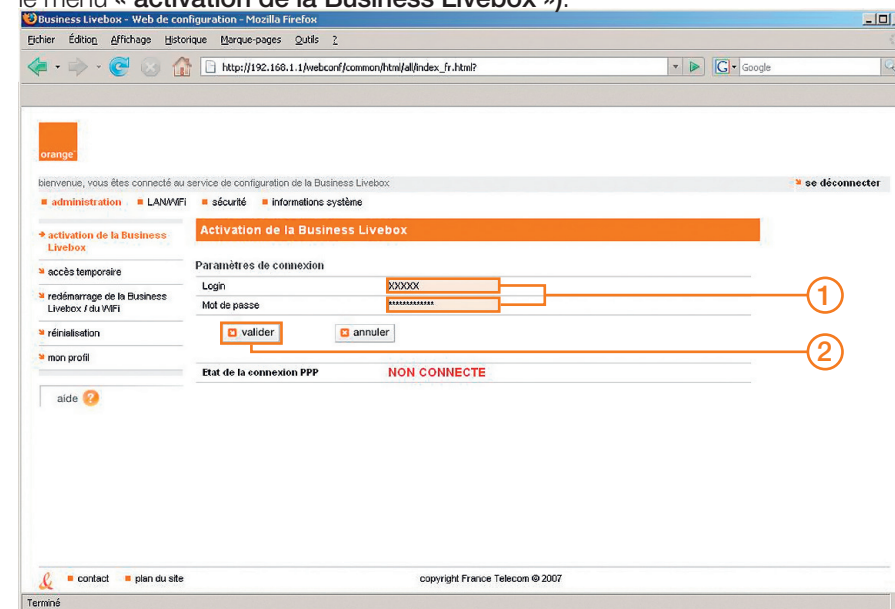 le menu « activation de la Business Livebox »).
Business Livebox - Web de configuration - Mozilla Firefox
Fichier Édition Affichage Historique Marque-pages Outils ?
http://192.168.1.1/webconf/common/html/all/index_fr.html?
G Google
orange
bienvenue, vous êtes connecté au service de configuration de la Business Livebox
se déconnecter
administration LAN/WiFi sécurité informations système
activation de la Business
Livebox
accès temporaire
redémarrage de la Business
Livebox / du WiFi
réinialisation
mon profil
aide ?
Activation de la Business Livebox
Paramètres de connexion
Login XXXXX
Mot de passe *************
1
valider annuler
2
Etat de la connexion PPP NON CONNECTE
contact plan du site
copyright France Telecom © 2007
Terminé